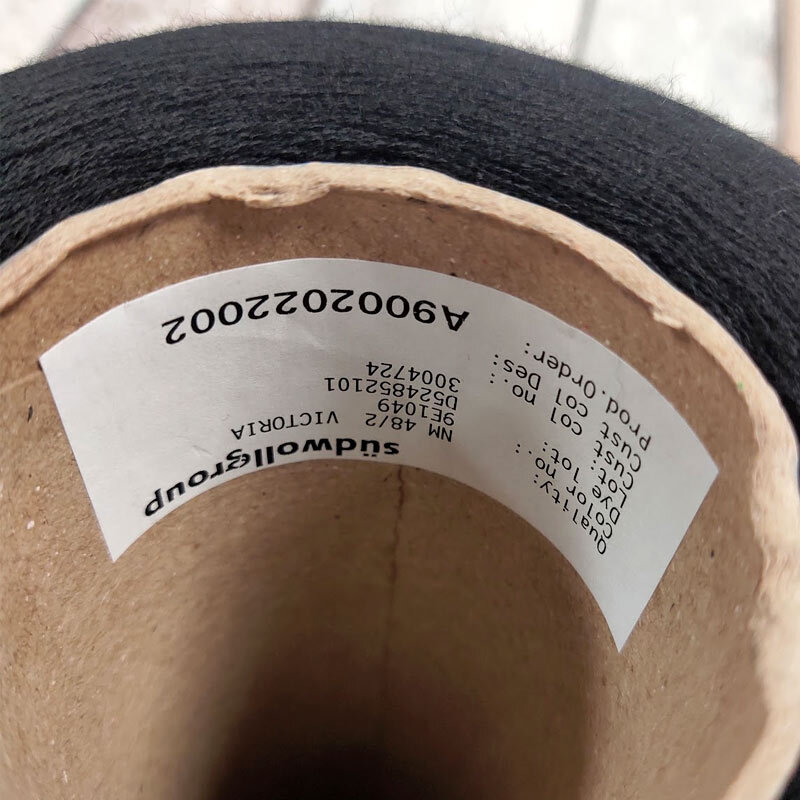 südwollgroup
Quality: NM 48/2 VICTORIA
Color no 9E1049
Dye lot.: D524852101
Lot: 3004724
Cust col no.:
Cust col Des:
Prod.Order:
A9002022002